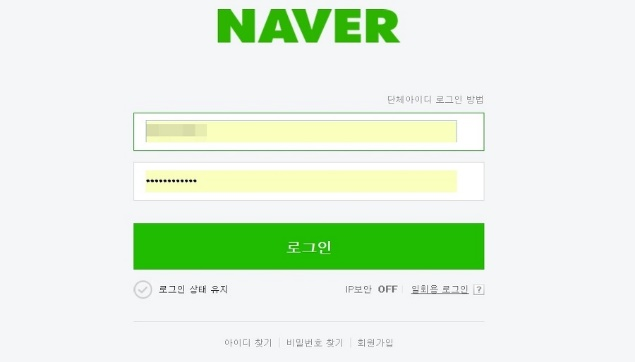 NAVER
단체아이디 로그인 방법
••••••••••••
로그인
로그인 상태 유지 IP보안 OFF 일회용 로그인 ?
아이디 찾기 | 비밀번호 찾기 | 회원가입